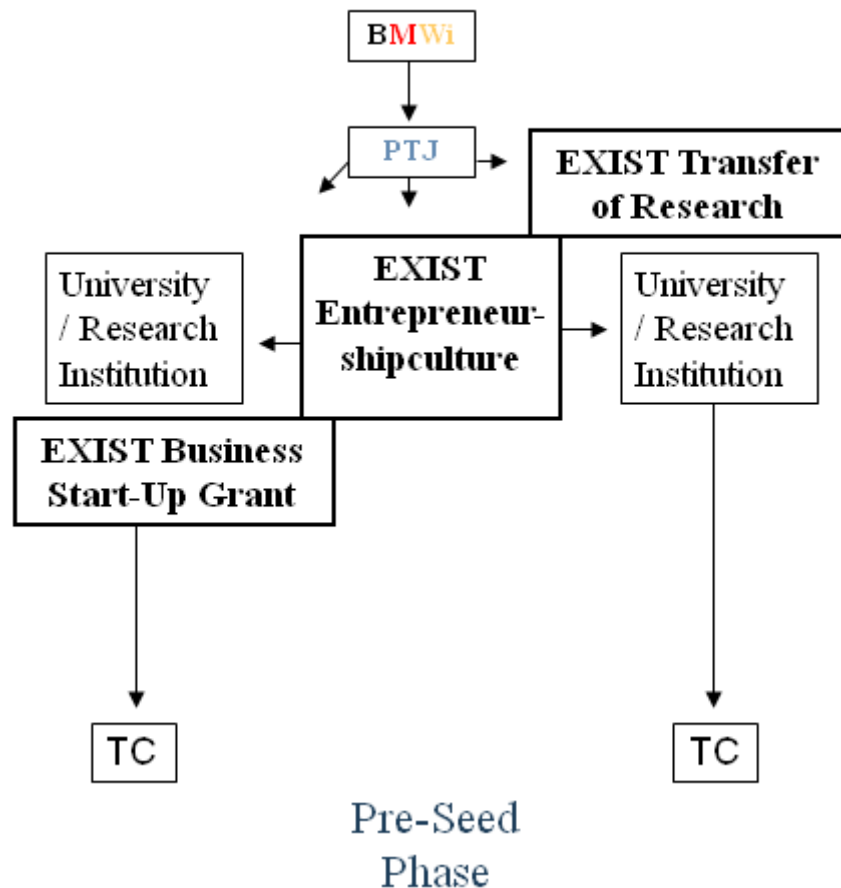 BMWi
PTJ
EXIST Transfer
of Research
EXIST
Entrepreneur-
shipculture
University
/ Research
Institution
University
/ Research
Institution
EXIST Business
Start-Up Grant
TC
TC
Pre-Seed
Phase